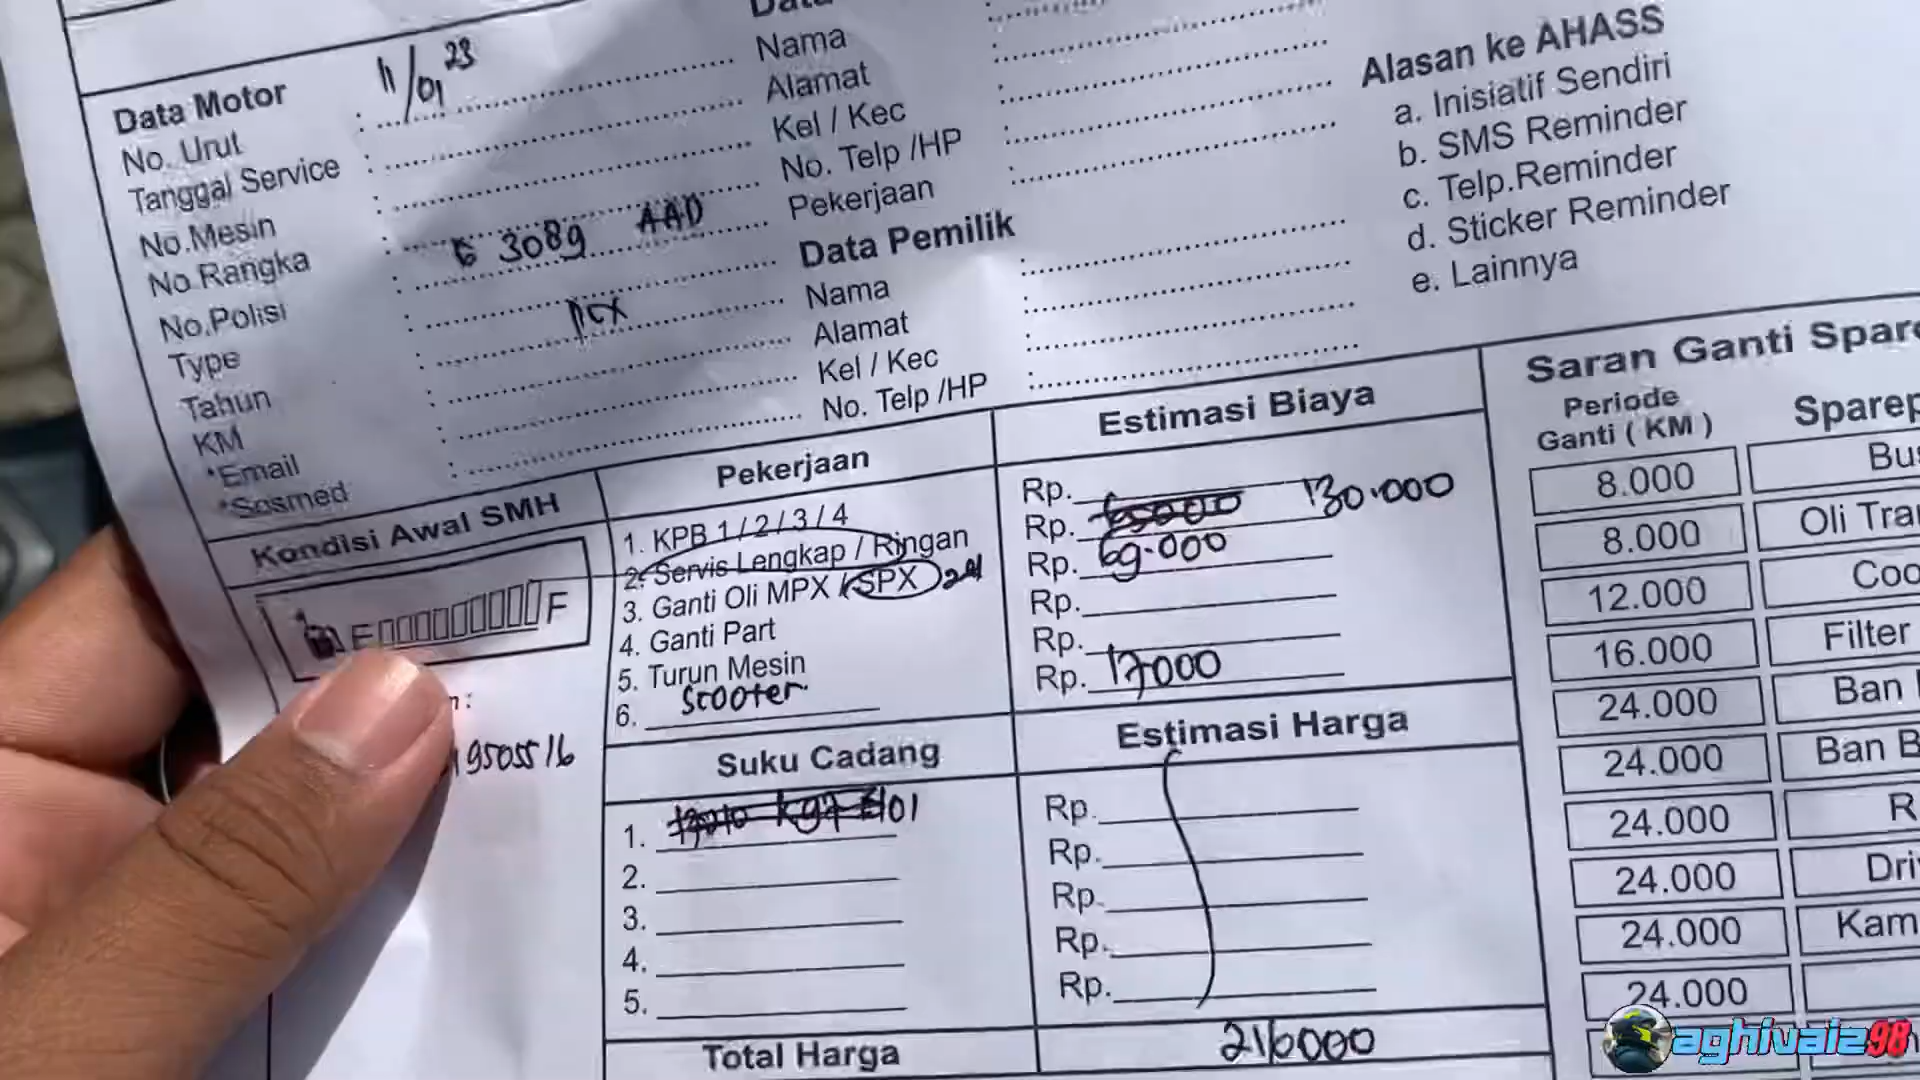 Data
Data Motor
No. Urut : 11/01 23
Tanggal Service :
No.Mesin :
No.Rangka :
No.Polisi : B 3089 AAD
Type : PCX
Tahun :
KM :
*Email :
*Sosmed :
Nama :
Alamat :
Kel / Kec :
No. Telp /HP :
Pekerjaan :
Data Pemilik
Nama :
Alamat :
Kel / Kec :
No. Telp /HP :
Alasan ke AHASS
a. Inisiatif Sendiri
b. SMS Reminder
c. Telp.Reminder
d. Sticker Reminder
e. Lainnya
Kondisi Awal SMH
E F
n:
19505516
Pekerjaan
1. KPB 1 / 2 / 3 / 4
2. Servis Lengkap / Ringan
3. Ganti Oli MPX / SPX
4. Ganti Part
5. Turun Mesin
6. Scooter
Estimasi Biaya
Rp.
Rp. 65000 130.000
Rp. 69.000
Rp.
Rp.
Rp. 17000
Suku Cadang
1.
2.
3.
4.
5.
Estimasi Harga
Rp.
Rp.
Rp.
Rp.
Rp.
Total Harga 216000
Saran Ganti Spare
Periode
Ganti ( KM ) Sparep
8.000 Bus
8.000 Oli Tra
12.000 Coo
16.000 Filter
24.000 Ban
24.000 Ban B
24.000 R
24.000 Dri
24.000 Kam
24.000
aghivaiz98